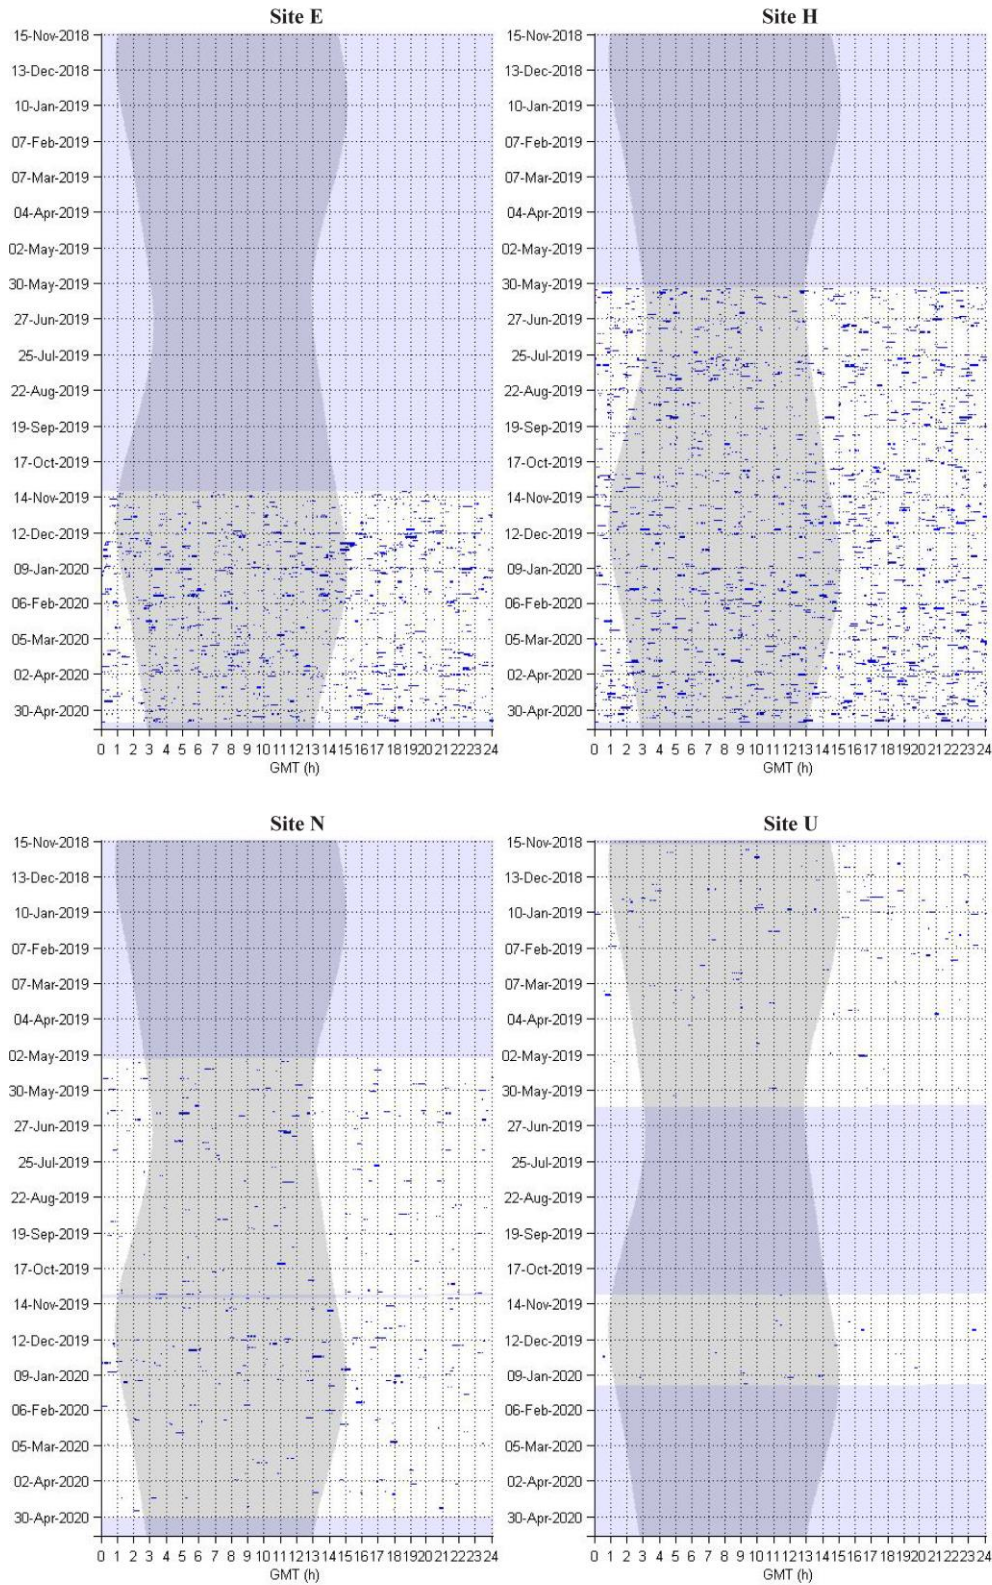 Site E
15-Nov-2018
13-Dec-2018
10-Jan-2019
07-Feb-2019
07-Mar-2019
04-Apr-2019
02-May-2019
30-May-2019
27-Jun-2019
25-Jul-2019
22-Aug-2019
19-Sep-2019
17-Oct-2019
14-Nov-2019
12-Dec-2019
09-Jan-2020
06-Feb-2020
05-Mar-2020
02-Apr-2020
30-Apr-2020
0 1 2 3 4 5 6 7 8 9 10 11 12 13 14 15 16 17 18 19 20 21 22 23 24
GMT (h)
Site H
15-Nov-2018
13-Dec-2018
10-Jan-2019
07-Feb-2019
07-Mar-2019
04-Apr-2019
02-May-2019
30-May-2019
27-Jun-2019
25-Jul-2019
22-Aug-2019
19-Sep-2019
17-Oct-2019
14-Nov-2019
12-Dec-2019
09-Jan-2020
06-Feb-2020
05-Mar-2020
02-Apr-2020
30-Apr-2020
0 1 2 3 4 5 6 7 8 9 10 11 12 13 14 15 16 17 18 19 20 21 22 23 24
GMT (h)
Site N
15-Nov-2018
13-Dec-2018
10-Jan-2019
07-Feb-2019
07-Mar-2019
04-Apr-2019
02-May-2019
30-May-2019
27-Jun-2019
25-Jul-2019
22-Aug-2019
19-Sep-2019
17-Oct-2019
14-Nov-2019
12-Dec-2019
09-Jan-2020
06-Feb-2020
05-Mar-2020
02-Apr-2020
30-Apr-2020
0 1 2 3 4 5 6 7 8 9 10 11 12 13 14 15 16 17 18 19 20 21 22 23 24
GMT (h)
Site U
15-Nov-2018
13-Dec-2018
10-Jan-2019
07-Feb-2019
07-Mar-2019
04-Apr-2019
02-May-2019
30-May-2019
27-Jun-2019
25-Jul-2019
22-Aug-2019
19-Sep-2019
17-Oct-2019
14-Nov-2019
12-Dec-2019
09-Jan-2020
06-Feb-2020
05-Mar-2020
02-Apr-2020
30-Apr-2020
0 1 2 3 4 5 6 7 8 9 10 11 12 13 14 15 16 17 18 19 20 21 22 23 24
GMT (h)